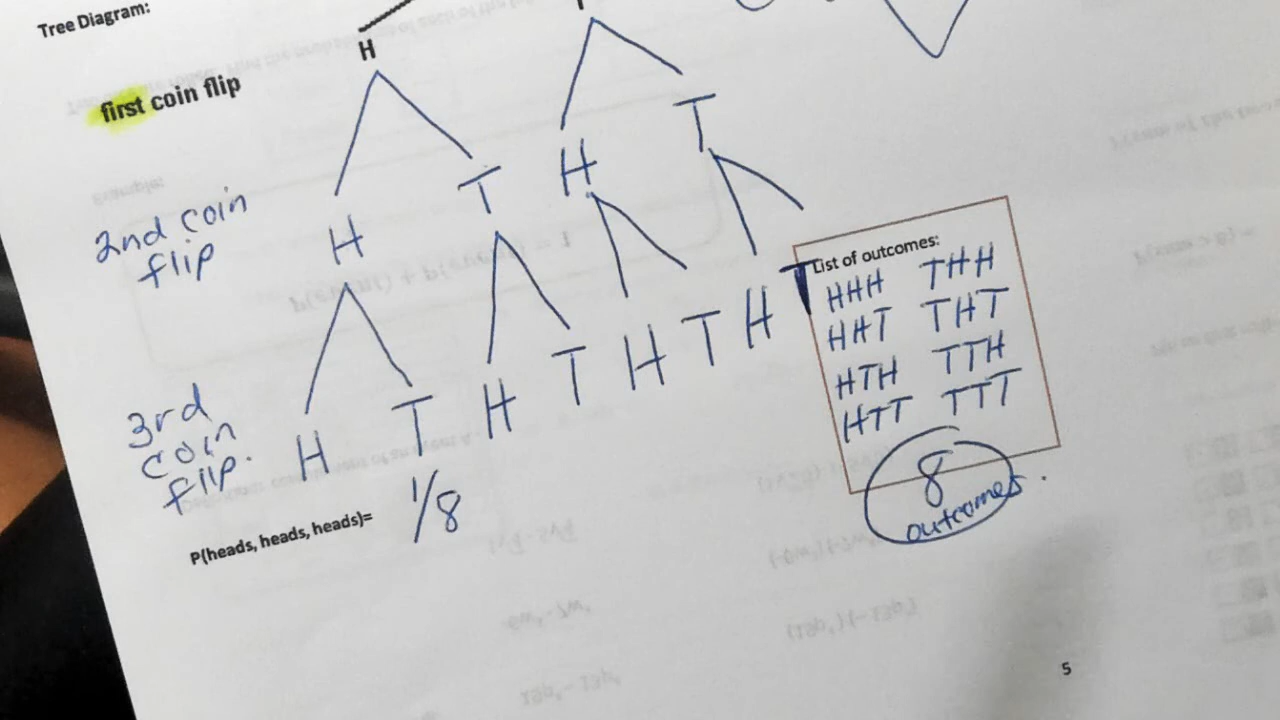 Tree Diagram:
H
first coin flip
H T H T
2nd coin
flip
H T H T H T H T
3rd
coin
flip.
List of outcomes:
HHH THH
HHT THT
HTH TTH
HTT TTT
8
outcomes.
P(heads, heads, heads)= 1/8
5